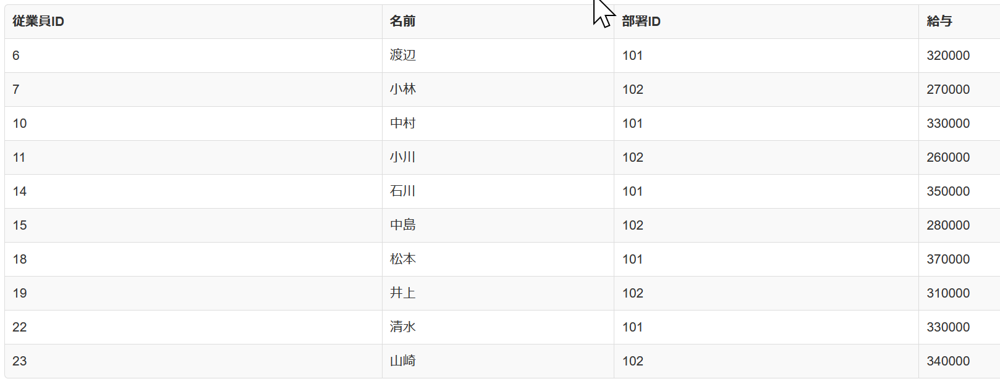 従業員ID 名前 部署ID 給与
6 渡辺 101 320000
7 小林 102 270000
10 中村 101 330000
11 小川 102 260000
14 石川 101 350000
15 中島 102 280000
18 松本 101 370000
19 井上 102 310000
22 清水 101 330000
23 山崎 102 340000